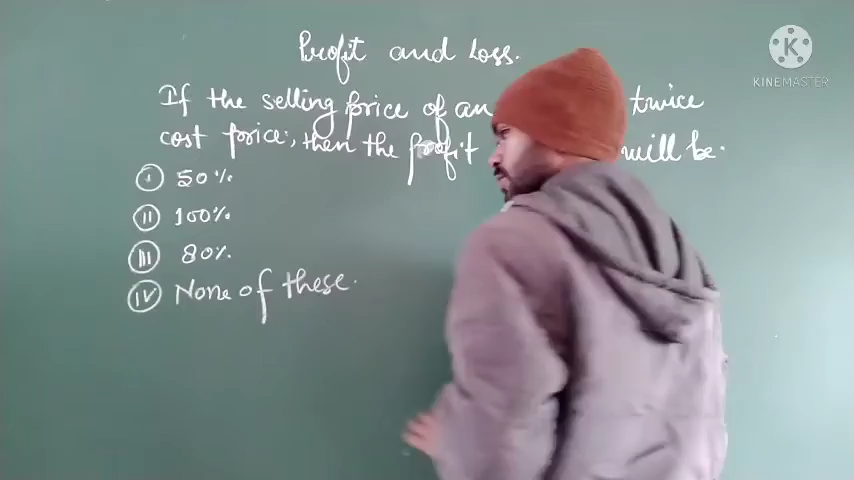 Profit and Loss.
If the selling price of an twice
cost price, then the profit will be.
(I) 50%
(II) 100%
(III) 80%
(IV) None of these.
K
KINEMASTER